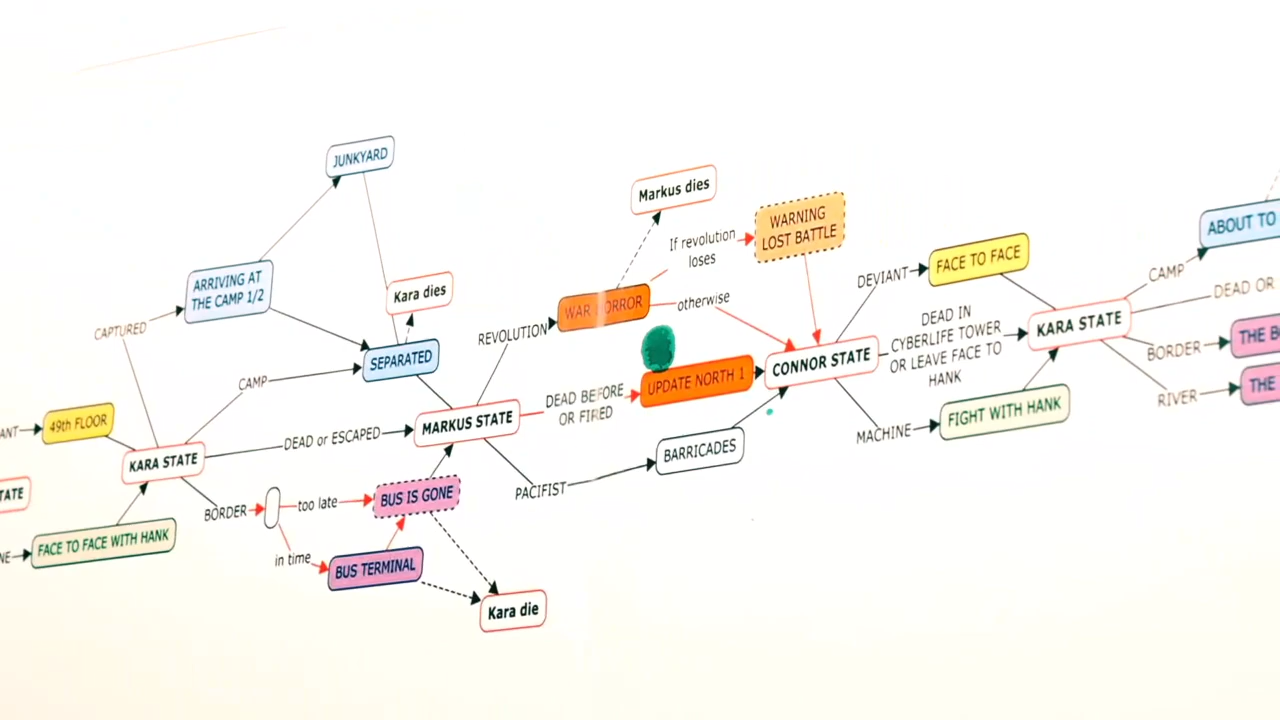 JUNKYARD
Markus dies
WARNING
LOST BATTLE
ABOUT TO
If revolution
loses
FACE TO FACE
DEVIANT
CAMP
ARRIVING AT
THE CAMP 1/2
Kara dies
otherwise
DEAD OR
CAPTURED
REVOLUTION
DEAD IN
CYBERLIFE TOWER
OR LEAVE FACE TO
HANK
KARA STATE
SEPARATED
CONNOR STATE
BORDER
THE
CAMP
UPDATE NORTH 1
RIVER
THE
DEAD BEFORE
OR FIRED
49th FLOOR
MARKUS STATE
FIGHT WITH HANK
MACHINE
DEAD or ESCAPED
BARRICADES
KARA STATE
PACIFIST
BORDER
too late
BUS IS GONE
FACE TO FACE WITH HANK
in time
BUS TERMINAL
Kara die